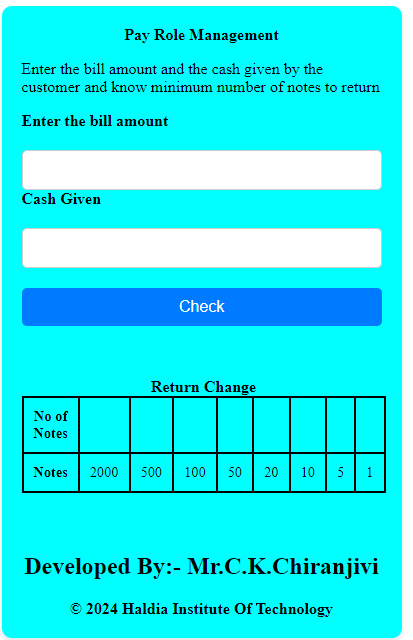 Pay Role Management
Enter the bill amount and the cash given by the
customer and know minimum number of notes to return
Enter the bill amount
Cash Given
Check
Return Change
No of
Notes
Notes 2000 500 100 50 20 10 5 1
Developed By:- Mr.C.K.Chiranjivi
© 2024 Haldia Institute Of Technology